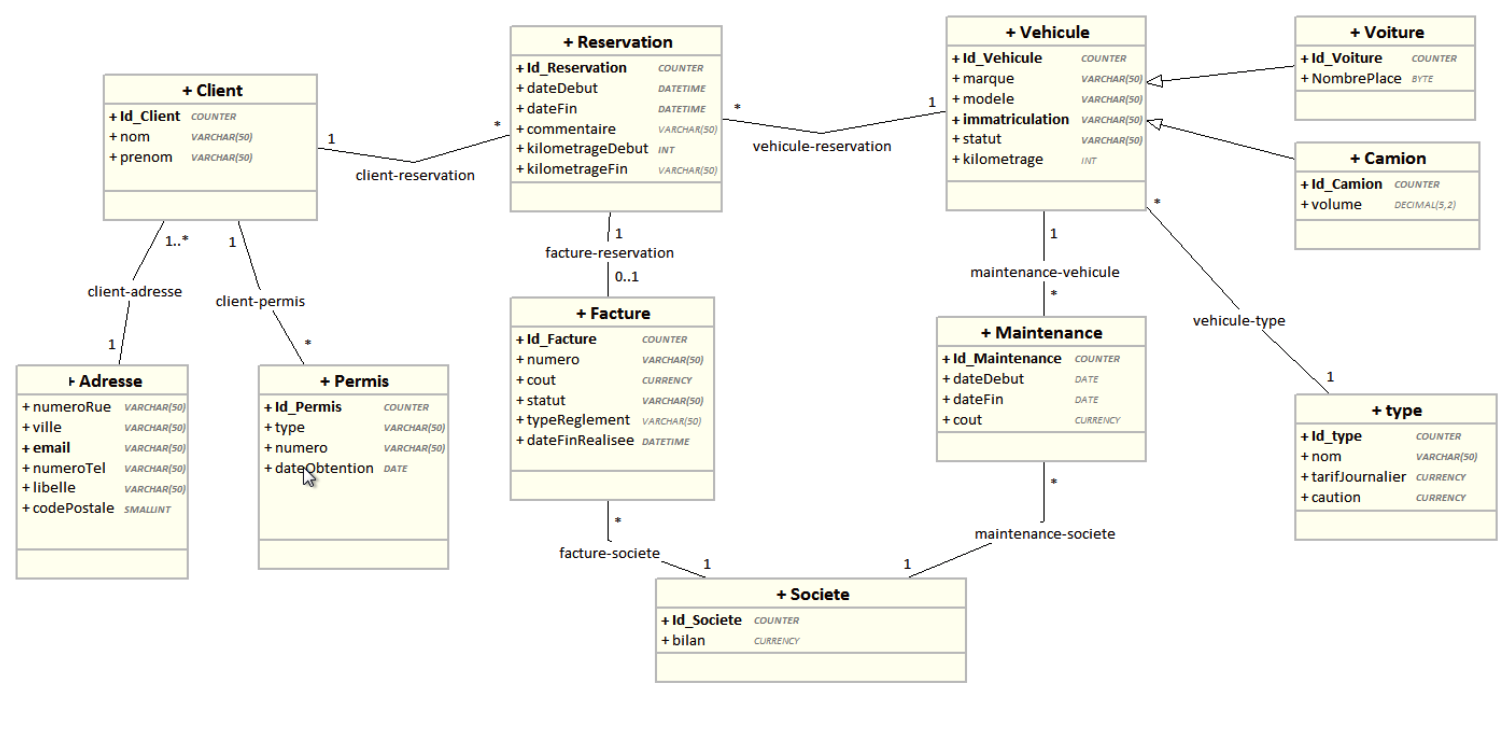 + Client
+ Id_Client COUNTER
+ nom VARCHAR(50)
+ prenom VARCHAR(50)
+ Reservation
+ Id_Reservation COUNTER
+ dateDebut DATETIME
+ dateFin DATETIME
+ commentaire VARCHAR(50)
+ kilometrageDebut INT
+ kilometrageFin VARCHAR(50)
+ Vehicule
+ Id_Vehicule COUNTER
+ marque VARCHAR(50)
+ modele VARCHAR(50)
+ immatriculation VARCHAR(50)
+ statut VARCHAR(50)
+ kilometrage INT
+ Voiture
+ Id_Voiture COUNTER
+ NombrePlace BYTE
+ Camion
+ Id_Camion COUNTER
+ volume DECIMAL(5,2)
1
client-reservation
*
*
vehicule-reservation
1
1..*
client-adresse
1
1
client-permis
*
1
facture-reservation
0..1
1
maintenance-vehicule
*
*
vehicule-type
1
+ Adresse
+ numeroRue VARCHAR(50)
+ ville VARCHAR(50)
+ email VARCHAR(50)
+ numeroTel VARCHAR(50)
+ libelle VARCHAR(50)
+ codePostale SMALLINT
+ Permis
+ Id_Permis COUNTER
+ type VARCHAR(50)
+ numero VARCHAR(50)
+ dateObtention DATE
+ Facture
+ Id_Facture COUNTER
+ numero VARCHAR(50)
+ cout CURRENCY
+ statut VARCHAR(50)
+ typeReglement VARCHAR(50)
+ dateFinRealisee DATETIME
+ Maintenance
+ Id_Maintenance COUNTER
+ dateDebut DATE
+ dateFin DATE
+ cout CURRENCY
+ type
+ Id_type COUNTER
+ nom VARCHAR(50)
+ tarifJournalier CURRENCY
+ caution CURRENCY
*
facture-societe
1
*
maintenance-societe
1
+ Societe
+ Id_Societe COUNTER
+ bilan CURRENCY